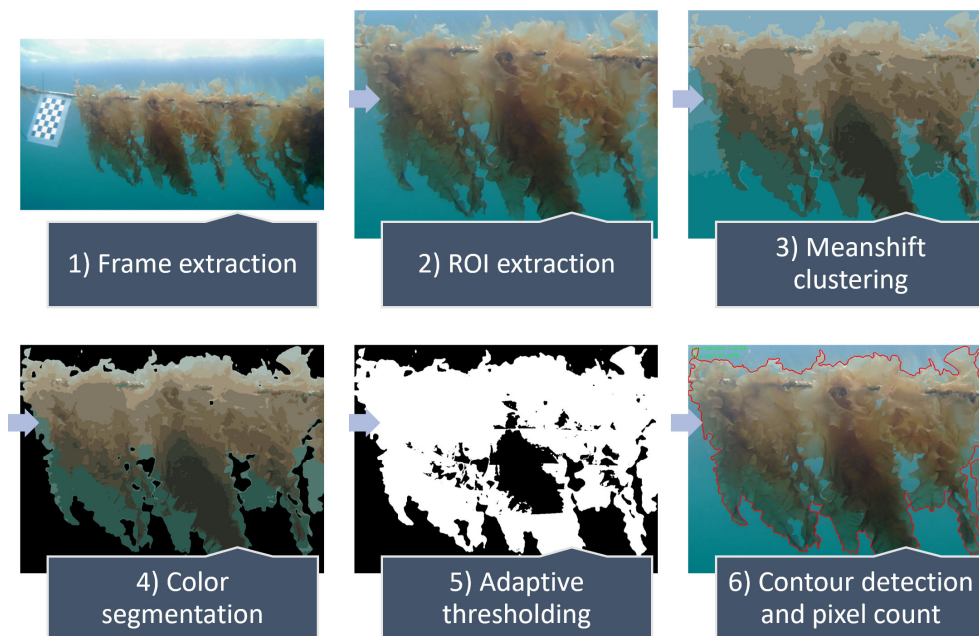 1) Frame extraction
2) ROI extraction
3) Meanshift
clustering
4) Color
segmentation
5) Adaptive
thresholding
6) Contour detection
and pixel count